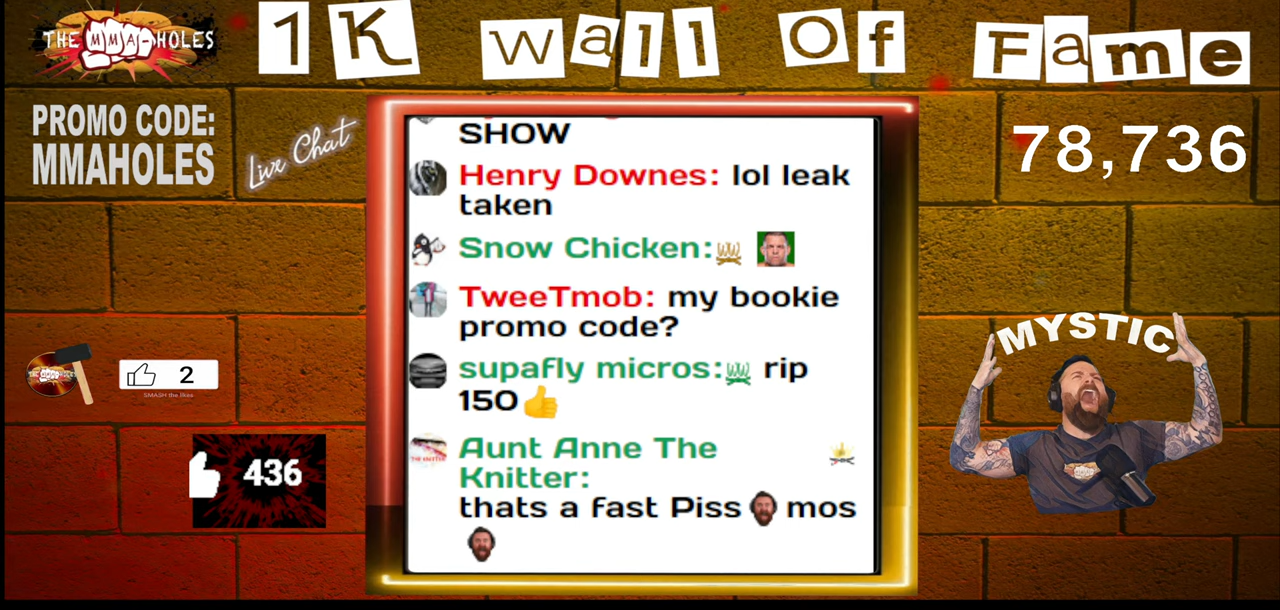 THE MMA-HOLES
1K Wall Of Fame
PROMO CODE:
MMAHOLES
Live Chat
78,736
SHOW
Henry Downes: lol leak
taken
Snow Chicken:
TweeTmob: my bookie
promo code?
supafly micros: rip
150
Aunt Anne The
Knitter:
thats a fast Piss mos
2
SMASH the likes
436
MYSTIC